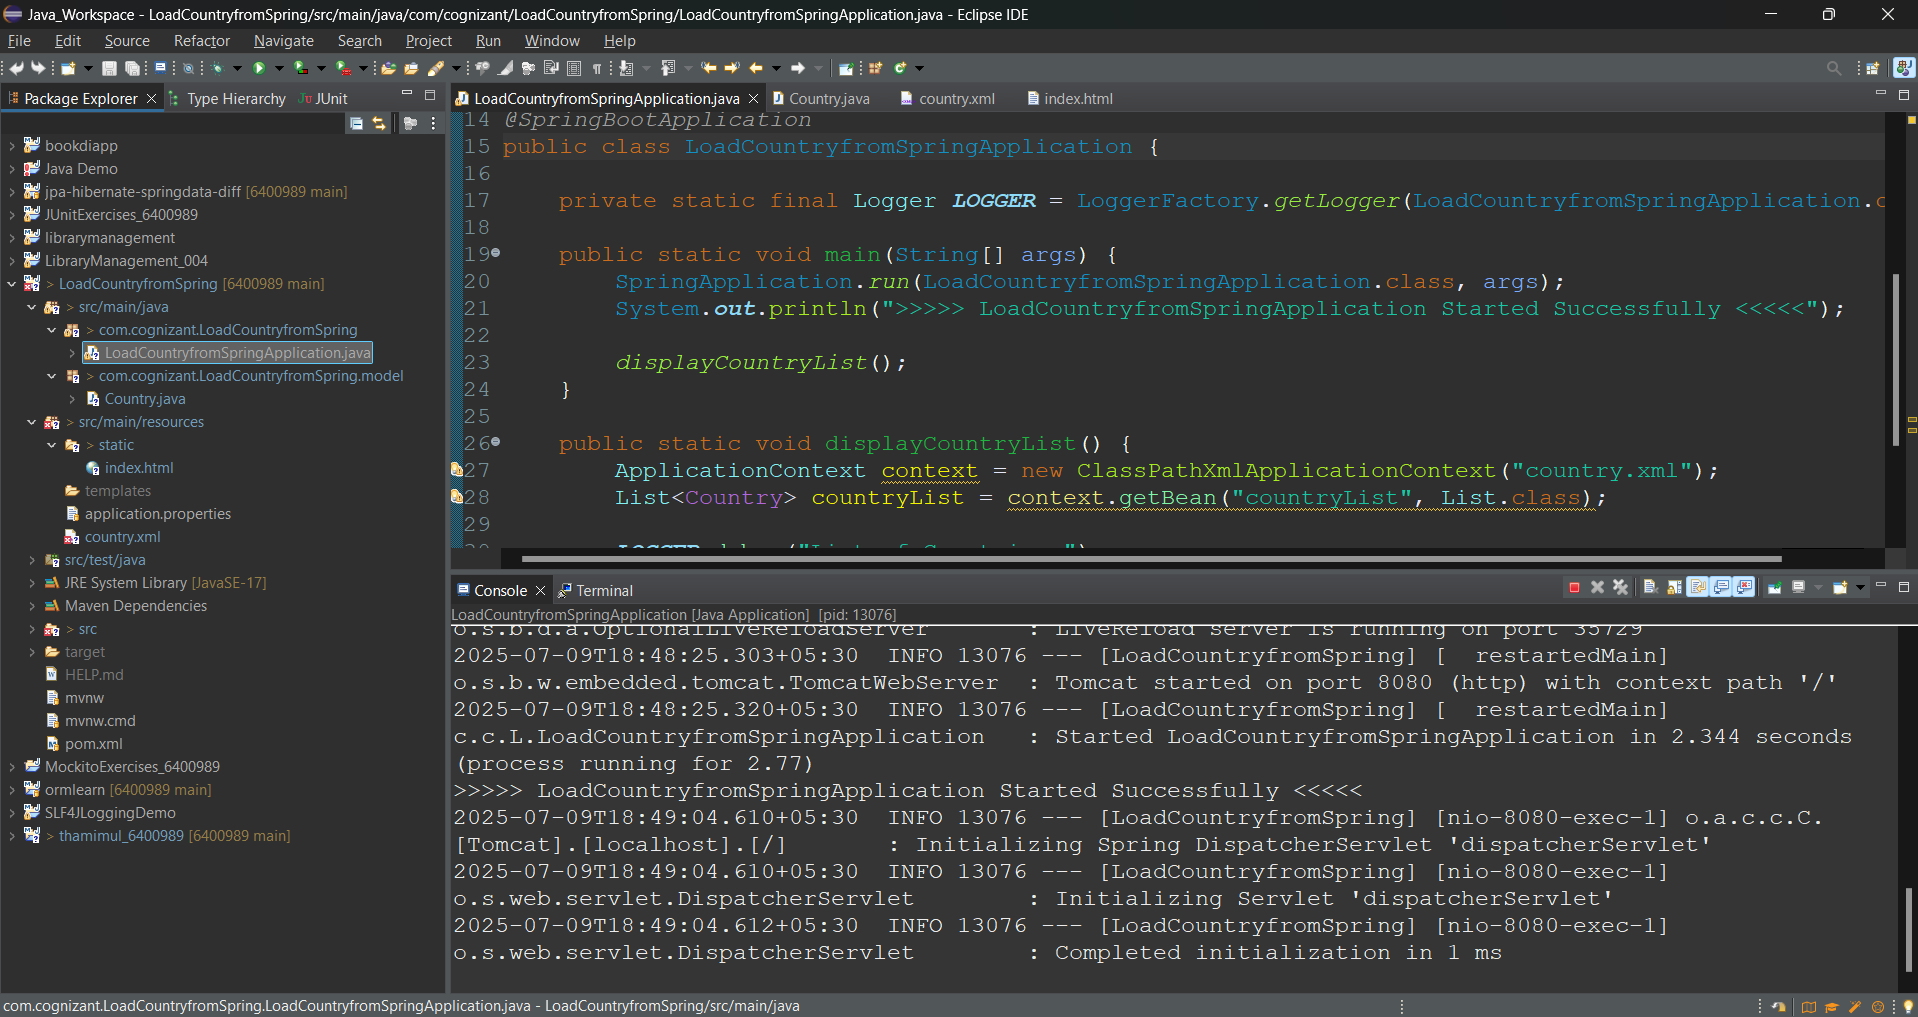 Java_Workspace - LoadCountryfromSpring/src/main/java/com/cognizant/LoadCountryfromSpring/LoadCountryfromSpringApplication.java - Eclipse IDE
File Edit Source Refactor Navigate Search Project Run Window Help
Package Explorer Type Hierarchy JUnit
bookdiapp
Java Demo
jpa-hibernate-springdata-diff [6400989 main]
JUnitExercises_6400989
librarymanagement
LibraryManagement_004
> LoadCountryfromSpring [6400989 main]
> src/main/java
> com.cognizant.LoadCountryfromSpring
LoadCountryfromSpringApplication.java
> com.cognizant.LoadCountryfromSpring.model
Country.java
> src/main/resources
> static
index.html
templates
application.properties
country.xml
src/test/java
JRE System Library [JavaSE-17]
Maven Dependencies
> src
target
HELP.md
mvnw
mvnw.cmd
pom.xml
MockitoExercises_6400989
ormlearn [6400989 main]
SLF4JLoggingDemo
> thamimul_6400989 [6400989 main]
LoadCountryfromSpringApplication.java Country.java country.xml index.html
14 @SpringBootApplication
15 public class LoadCountryfromSpringApplication {
16
17 private static final Logger LOGGER = LoggerFactory.getLogger(LoadCountryfromSpringApplication.c
18
19 public static void main(String[] args) {
20 SpringApplication.run(LoadCountryfromSpringApplication.class, args);
21 System.out.println(">>>>> LoadCountryfromSpringApplication Started Successfully <<<<<");
22
23 displayCountryList();
24 }
25
26 public static void displayCountryList() {
27 ApplicationContext context = new ClassPathXmlApplicationContext("country.xml");
28 List<Country> countryList = context.getBean("countryList", List.class);
29
Console Terminal
LoadCountryfromSpringApplication [Java Application] [pid: 13076]
o.s.b.d.a.OptionalLiveReloadServer : LiveReload server is running on port 35729
2025-07-09T18:48:25.303+05:30 INFO 13076 --- [LoadCountryfromSpring] [ restartedMain]
o.s.b.w.embedded.tomcat.TomcatWebServer : Tomcat started on port 8080 (http) with context path '/'
2025-07-09T18:48:25.320+05:30 INFO 13076 --- [LoadCountryfromSpring] [ restartedMain]
c.c.L.LoadCountryfromSpringApplication : Started LoadCountryfromSpringApplication in 2.344 seconds
(process running for 2.77)
>>>>> LoadCountryfromSpringApplication Started Successfully <<<<<
2025-07-09T18:49:04.610+05:30 INFO 13076 --- [LoadCountryfromSpring] [nio-8080-exec-1] o.a.c.c.C.
[Tomcat].[localhost].[/] : Initializing Spring DispatcherServlet 'dispatcherServlet'
2025-07-09T18:49:04.610+05:30 INFO 13076 --- [LoadCountryfromSpring] [nio-8080-exec-1]
o.s.web.servlet.DispatcherServlet : Initializing Servlet 'dispatcherServlet'
2025-07-09T18:49:04.612+05:30 INFO 13076 --- [LoadCountryfromSpring] [nio-8080-exec-1]
o.s.web.servlet.DispatcherServlet : Completed initialization in 1 ms
com.cognizant.LoadCountryfromSpring.LoadCountryfromSpringApplication.java - LoadCountryfromSpring/src/main/java